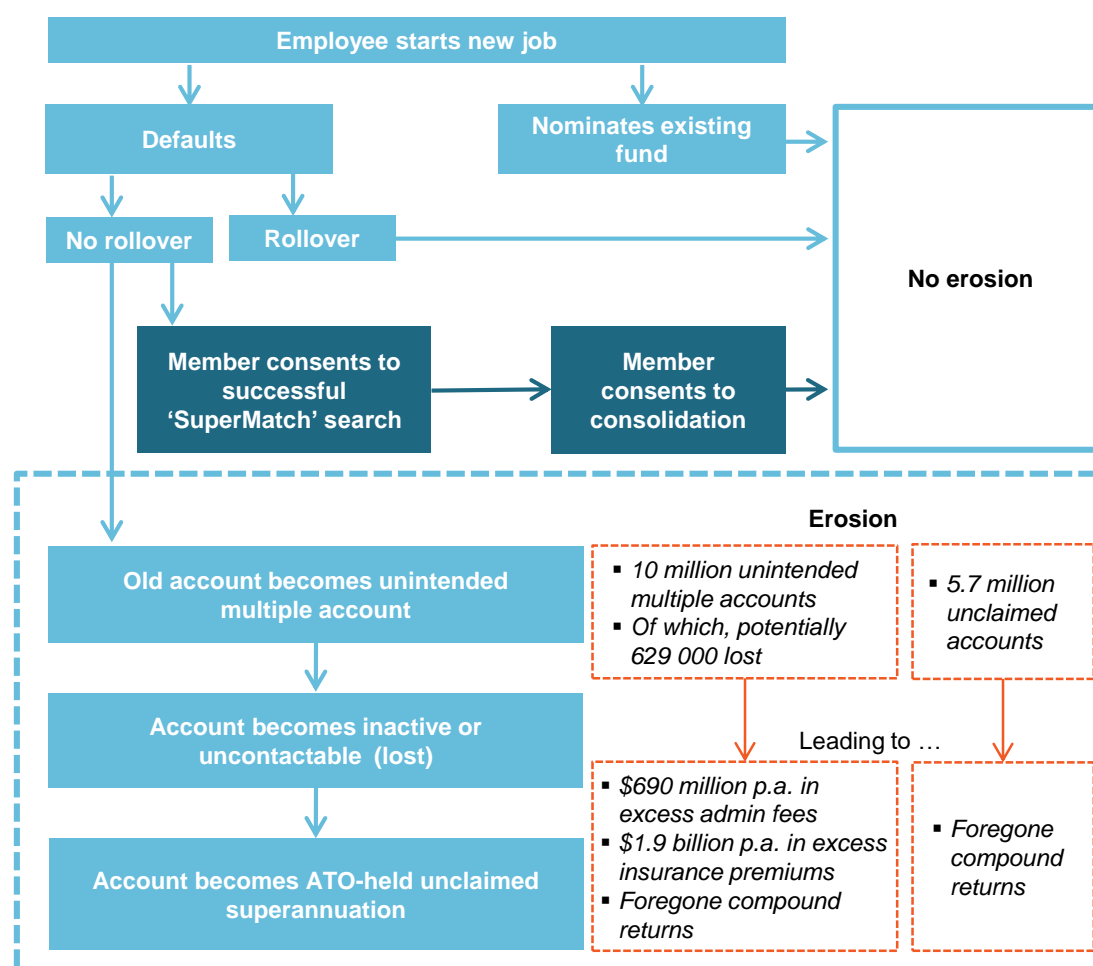 Employee starts new job
Defaults
Nominates existing
fund
No rollover
Rollover
No erosion
Member consents to
successful
‘SuperMatch’ search
Member
consents to
consolidation
Erosion
Old account becomes unintended
multiple account
▪ 10 million unintended
multiple accounts
▪ Of which, potentially
629 000 lost
▪ 5.7 million
unclaimed
accounts
Account becomes inactive or
uncontactable (lost)
Leading to …
▪ $690 million p.a. in
excess admin fees
▪ $1.9 billion p.a. in excess
insurance premiums
▪ Foregone compound
returns
▪ Foregone
compound
returns
Account becomes ATO-held unclaimed
superannuation